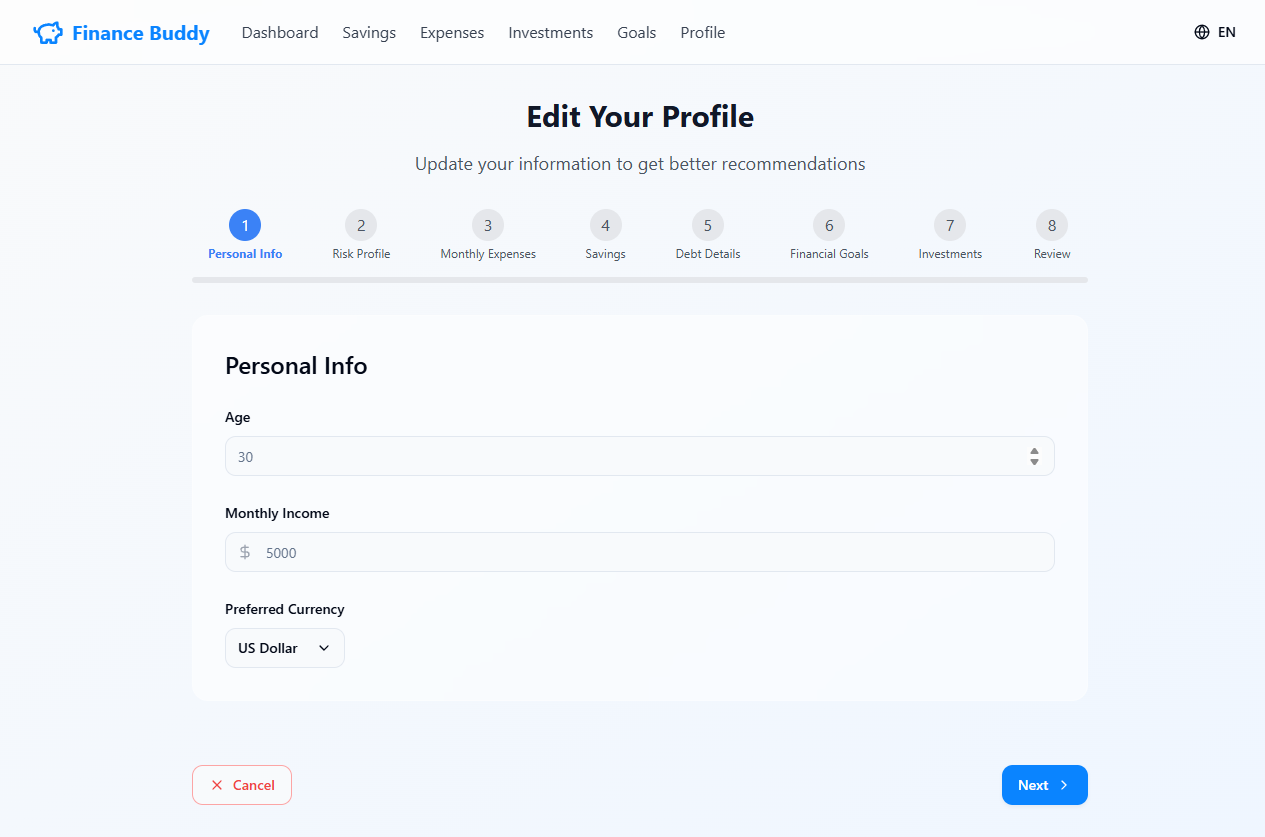 Finance Buddy Dashboard Savings Expenses Investments Goals Profile EN
Edit Your Profile
Update your information to get better recommendations
1 2 3 4 5 6 7 8
Personal Info Risk Profile Monthly Expenses Savings Debt Details Financial Goals Investments Review
Personal Info
Age
30
Monthly Income
$ 5000
Preferred Currency
US Dollar
Cancel Next